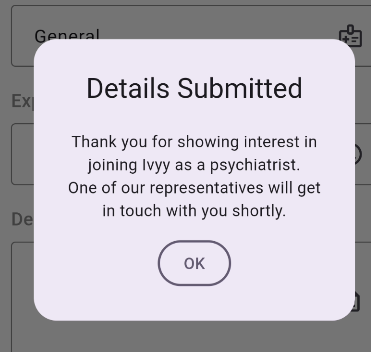 General
Details Submitted
Exp
Thank you for showing interest in
joining Ivyy as a psychiatrist.
One of our representatives will get
in touch with you shortly.
De
OK